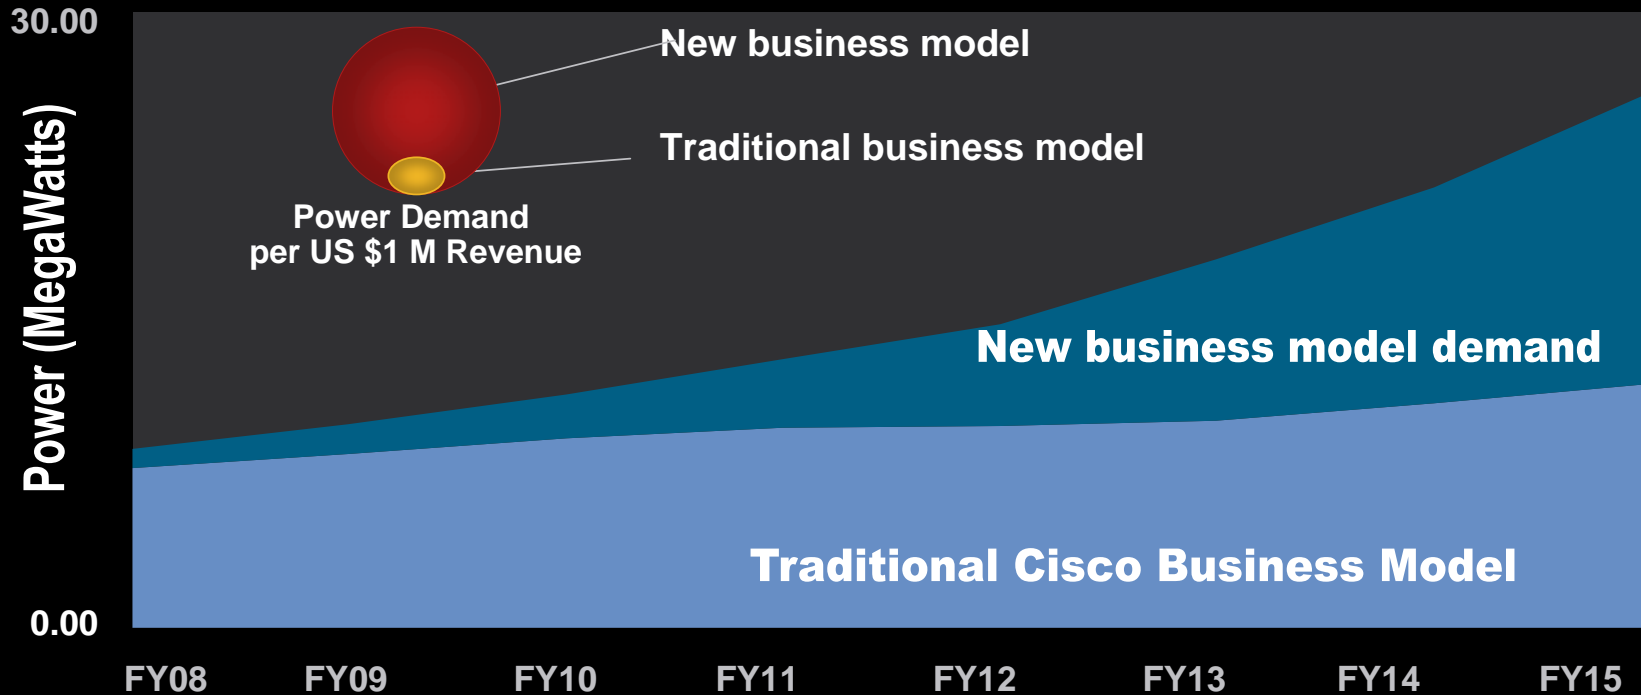 30.00
New business model
Traditional business model
Power Demand
per US $1 M Revenue
Power (MegaWatts)
New business model demand
Traditional Cisco Business Model
0.00
FY08 FY09 FY10 FY11 FY12 FY13 FY14 FY15